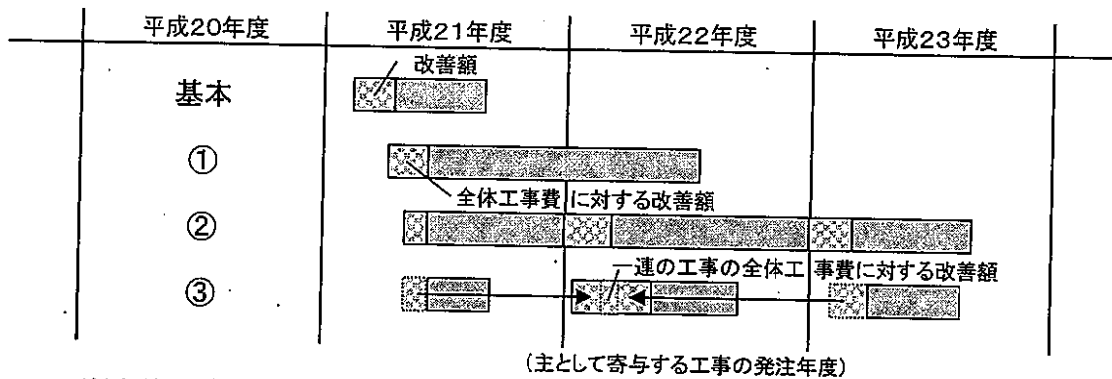 平成20年度 平成21年度 平成22年度 平成23年度
改善額
基本
①
全体工事費に対する改善額
②
一連の工事の全体工事費に対する改善額
③
(主として寄与する工事の発注年度)